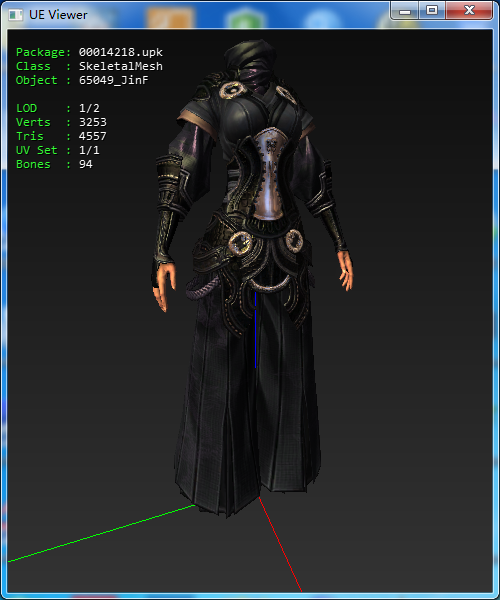 UE Viewer
Package: 00014218.upk
Class : SkeletalMesh
Object : 65049_JinF
LOD : 1/2
Verts : 3253
Tris : 4557
UV Set : 1/1
Bones : 94